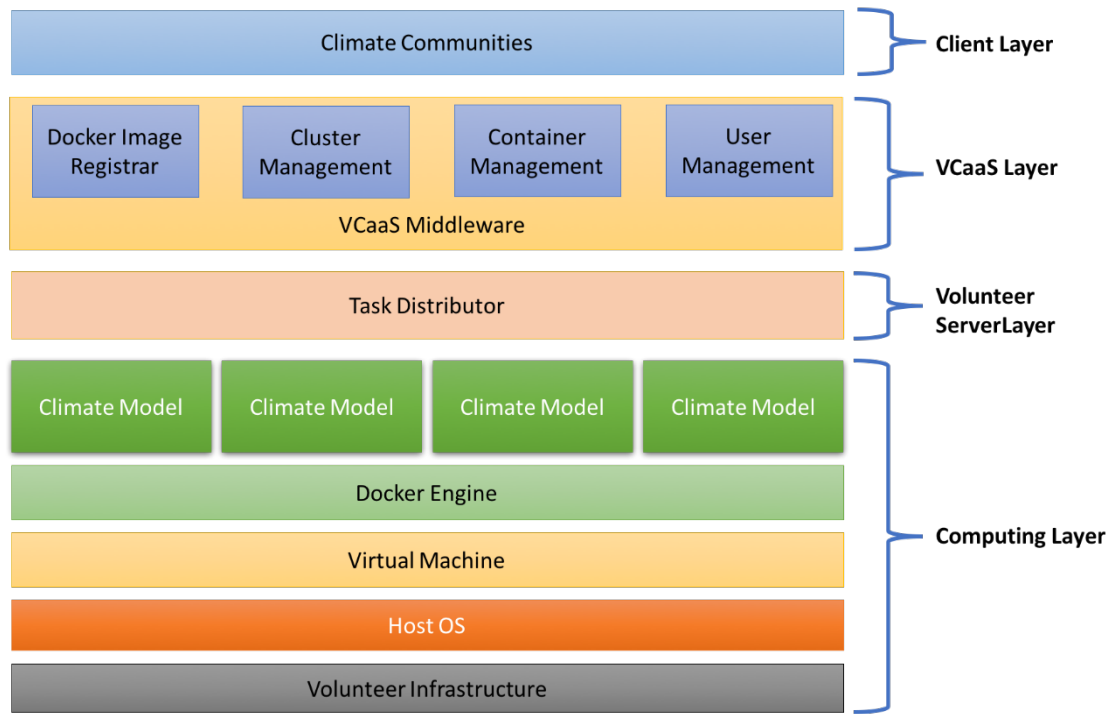 Climate Communities
Client Layer
Docker Image
Registrar
Cluster
Management
Container
Management
User
Management
VCaaS Middleware
VCaaS Layer
Task Distributor
Volunteer
ServerLayer
Climate Model
Climate Model
Climate Model
Climate Model
Docker Engine
Virtual Machine
Host OS
Volunteer Infrastructure
Computing Layer